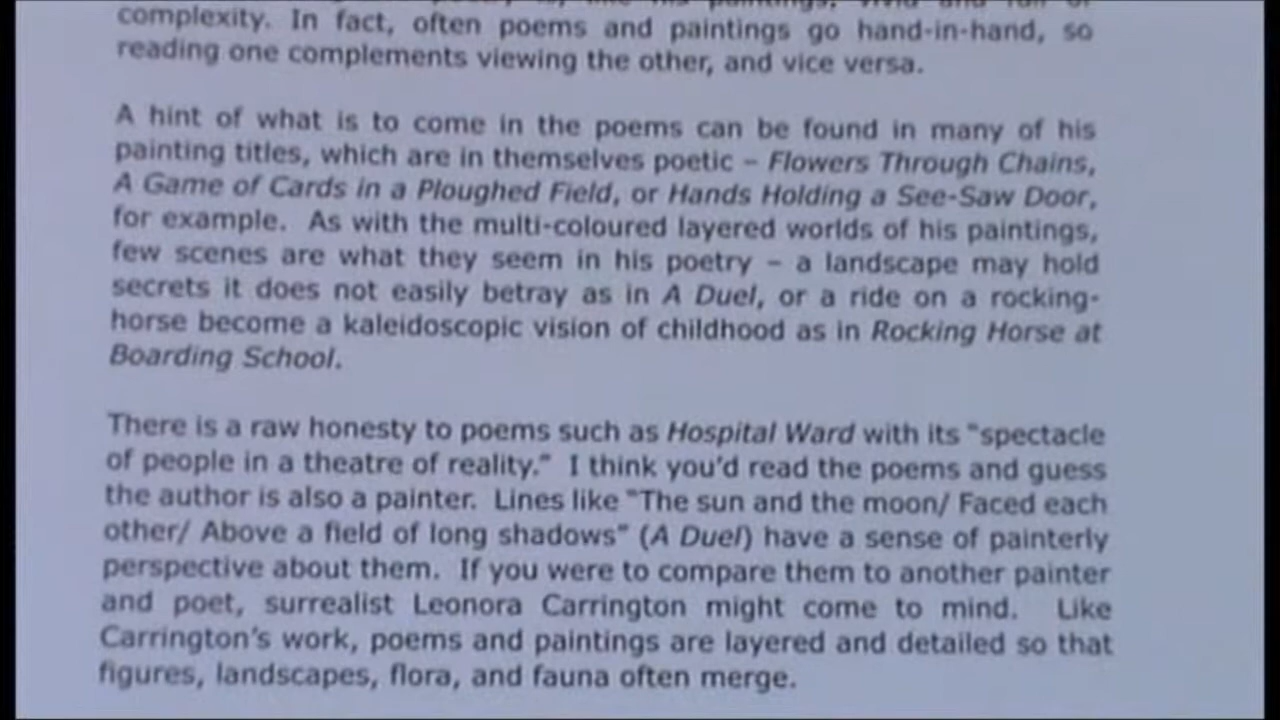 complexity. In fact, often poems and paintings go hand-in-hand, so
reading one complements viewing the other, and vice versa.
A hint of what is to come in the poems can be found in many of his
painting titles, which are in themselves poetic – Flowers Through Chains,
A Game of Cards in a Ploughed Field, or Hands Holding a See-Saw Door,
for example. As with the multi-coloured layered worlds of his paintings,
few scenes are what they seem in his poetry – a landscape may hold
secrets it does not easily betray as in A Duel, or a ride on a rocking-
horse become a kaleidoscopic vision of childhood as in Rocking Horse at
Boarding School.
There is a raw honesty to poems such as Hospital Ward with its "spectacle
of people in a theatre of reality." I think you'd read the poems and guess
the author is also a painter. Lines like "The sun and the moon/ Faced each
other/ Above a field of long shadows" (A Duel) have a sense of painterly
perspective about them. If you were to compare them to another painter
and poet, surrealist Leonora Carrington might come to mind. Like
Carrington's work, poems and paintings are layered and detailed so that
figures, landscapes, flora, and fauna often merge.